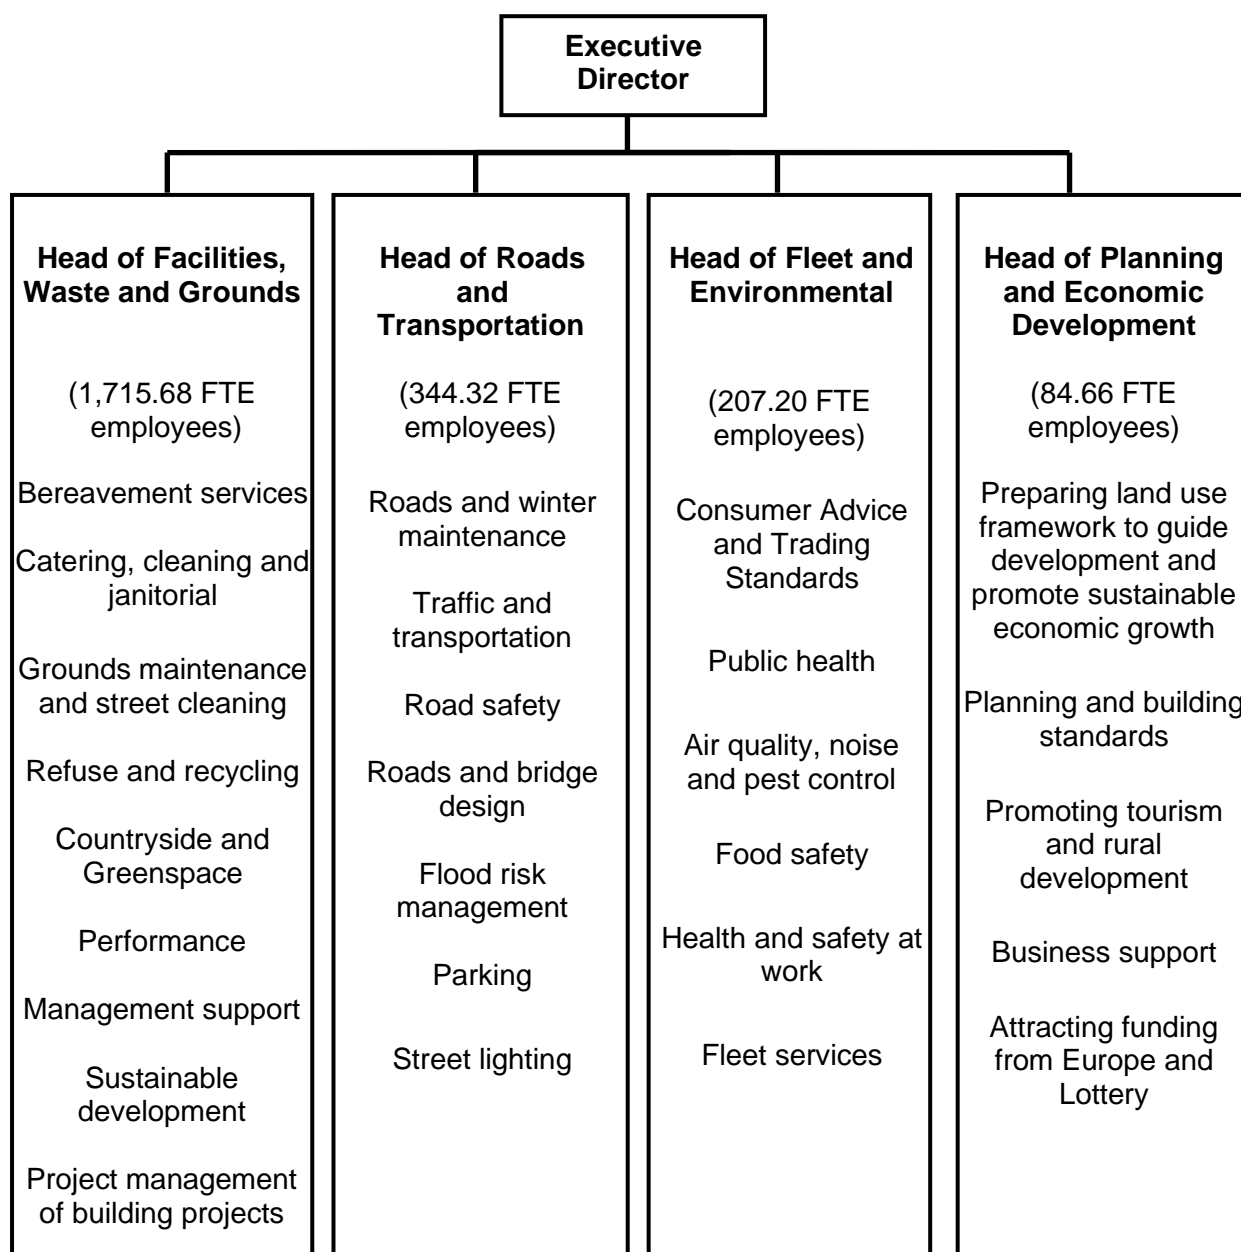 Executive
Director
Head of Facilities,
Waste and Grounds
(1,715.68 FTE
employees)
Bereavement services
Catering, cleaning and
janitorial
Grounds maintenance
and street cleaning
Refuse and recycling
Countryside and
Greenspace
Performance
Management support
Sustainable
development
Project management
of building projects
Head of Roads
and
Transportation
(344.32 FTE
employees)
Roads and winter
maintenance
Traffic and
transportation
Road safety
Roads and bridge
design
Flood risk
management
Parking
Street lighting
Head of Fleet and
Environmental
(207.20 FTE
employees)
Consumer Advice
and Trading
Standards
Public health
Air quality, noise
and pest control
Food safety
Health and safety at
work
Fleet services
Head of Planning
and Economic
Development
(84.66 FTE
employees)
Preparing land use
framework to guide
development and
promote sustainable
economic growth
Planning and building
standards
Promoting tourism
and rural
development
Business support
Attracting funding
from Europe and
Lottery